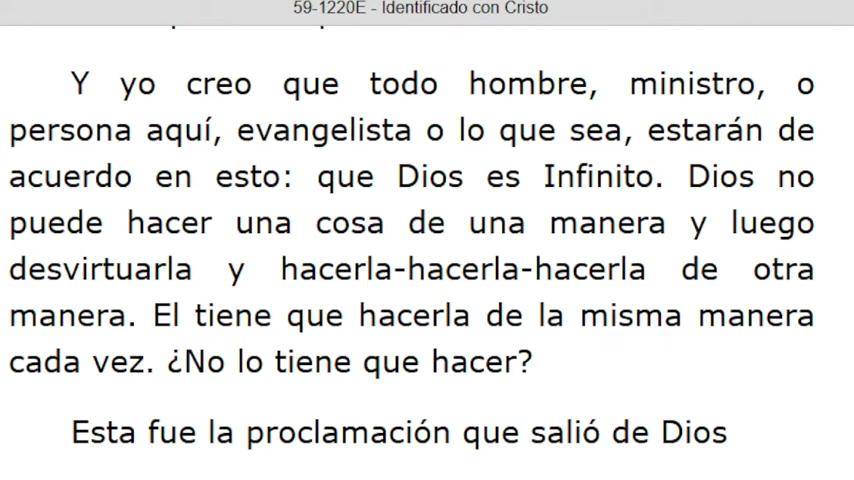 59-1220E - Identificado con Cristo
Y yo creo que todo hombre, ministro, o
persona aquí, evangelista o lo que sea, estarán de
acuerdo en esto: que Dios es Infinito. Dios no
puede hacer una cosa de una manera y luego
desvirtuarla y hacerla-hacerla-hacerla de otra
manera. El tiene que hacerla de la misma manera
cada vez. ¿No lo tiene que hacer?
Esta fue la proclamación que salió de Dios